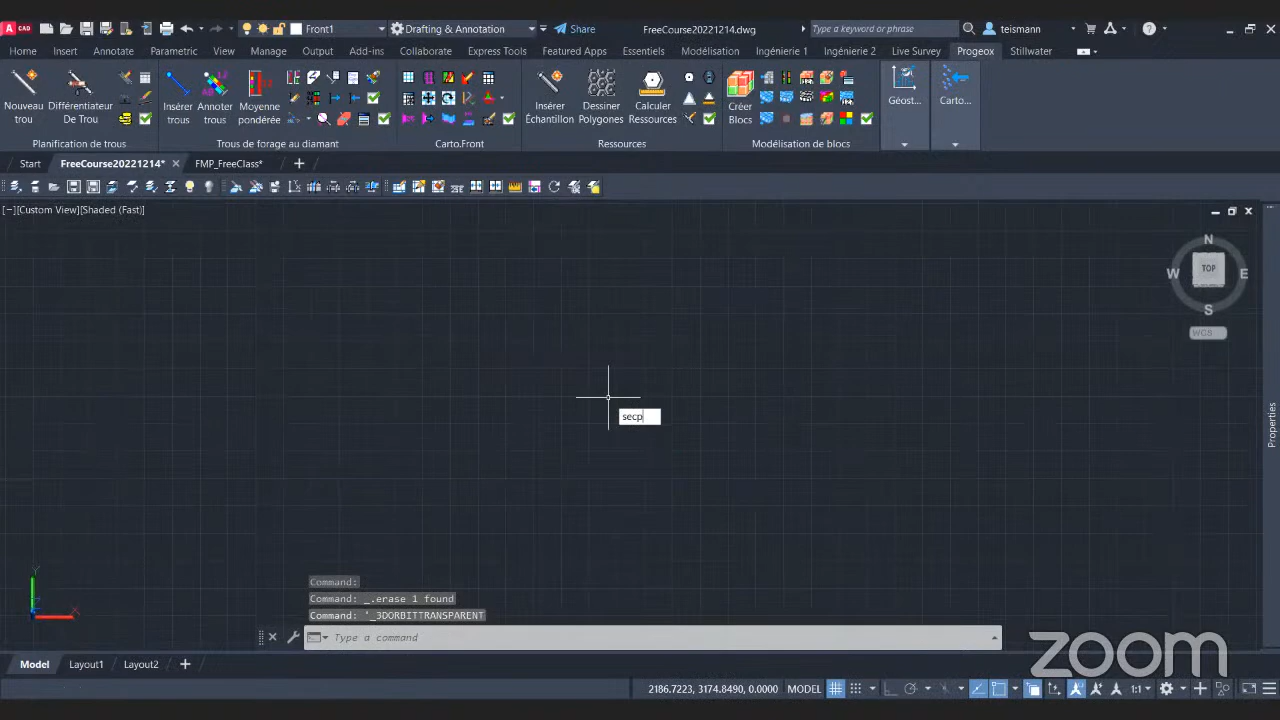 A CAD
Front1
Drafting & Annotation
Share
FreeCourse20221214.dwg
Type a keyword or phrase
teismann
Home Insert Annotate Parametric View Manage Output Add-ins Collaborate Express Tools Featured Apps Essentiels Modélisation Ingénierie 1 Ingénierie 2 Live Survey Progeox Stillwater
Nouveau trou
Différentiateur De Trou
Insérer trous
Annoter trous
Moyenne pondérée
Insérer Échantillon
Dessiner Polygones
Calculer Ressources
Créer Blocs
Géost...
Carto...
Planification de trous
Trous de forage au diamant
Carto.Front
Ressources
Modélisation de blocs
Start FreeCourse20221214* FMP_FreeClass*
[−][Custom View][Shaded (Fast)]
N
W TOP E
S
WCS
Properties
secp
Y
X
Command:
Command: _.erase 1 found
Command: '_3DORBITTRANSPARENT
Type a command
zoom
Model Layout1 Layout2
2186.7223, 3174.8490, 0.0000 MODEL 1:1